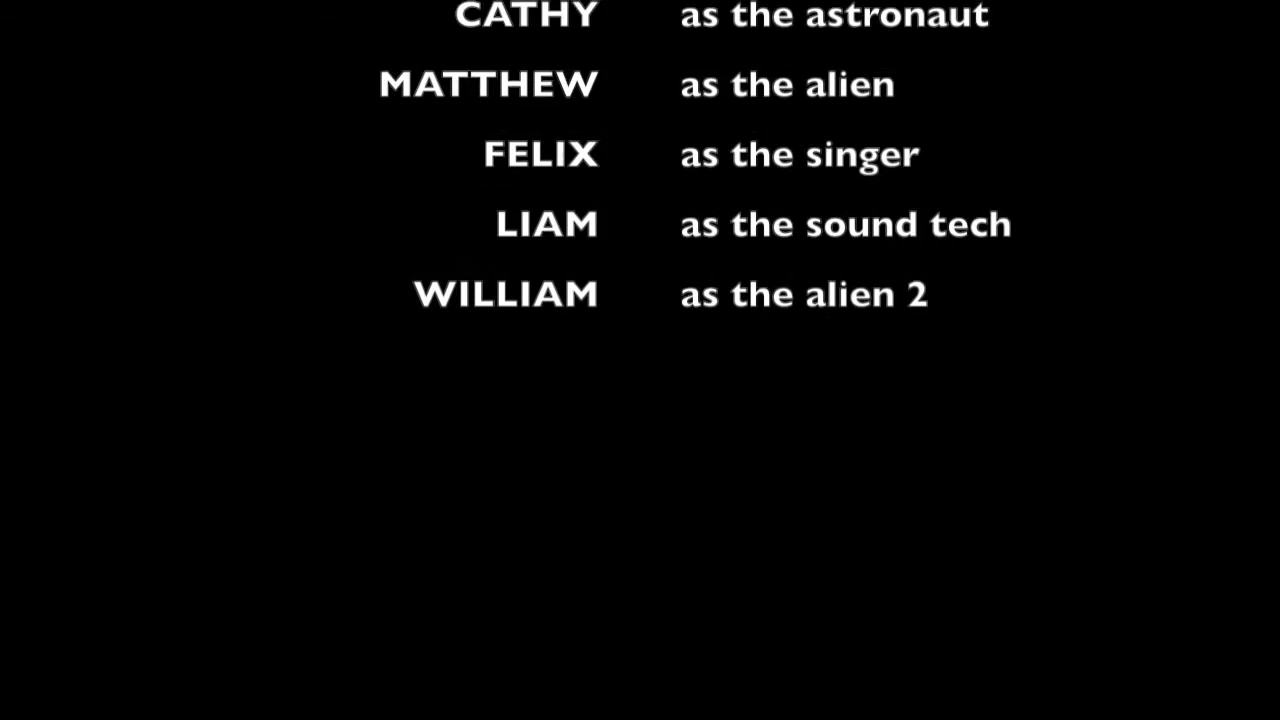 CATHY as the astronaut
MATTHEW as the alien
FELIX as the singer
LIAM as the sound tech
WILLIAM as the alien 2